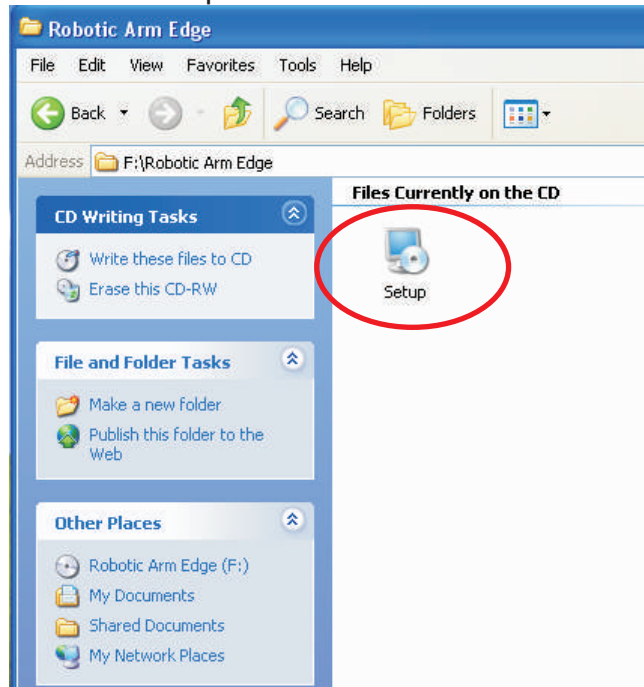 Robotic Arm Edge
File Edit View Favorites Tools Help
Back Search Folders
Address F:\Robotic Arm Edge
CD Writing Tasks
Write these files to CD
Erase this CD-RW
File and Folder Tasks
Make a new folder
Publish this folder to the
Web
Other Places
Robotic Arm Edge (F:)
My Documents
Shared Documents
My Network Places
Files Currently on the CD
Setup